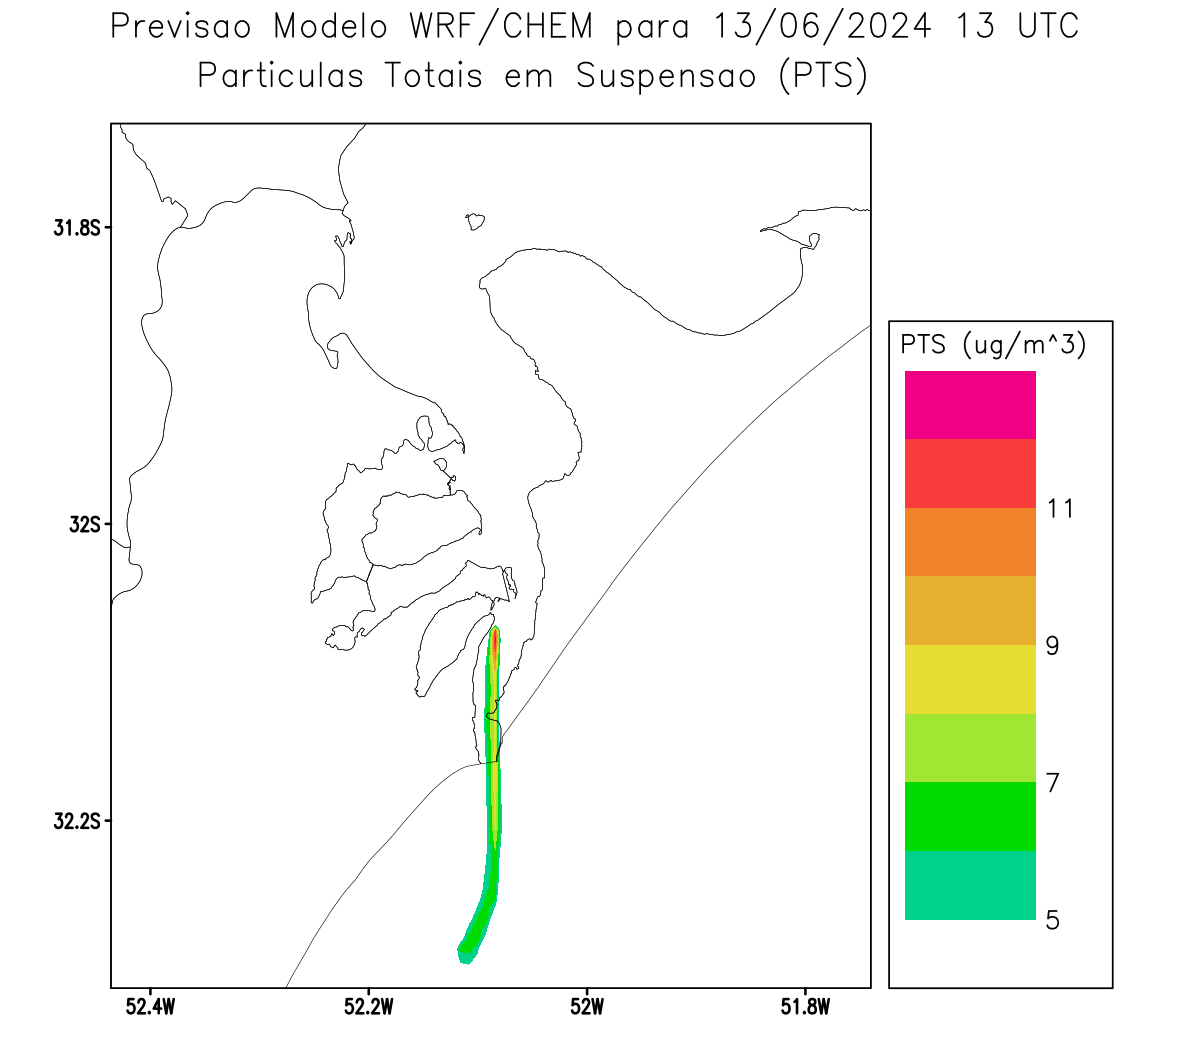 Previsao Modelo WRF/CHEM para 13/06/2024 13 UTC
Particulas Totais em Suspensao (PTS)
31.8S
32S
32.2S
52.4W 52.2W 52W 51.8W
PTS (ug/m^3)
11
9
7
5